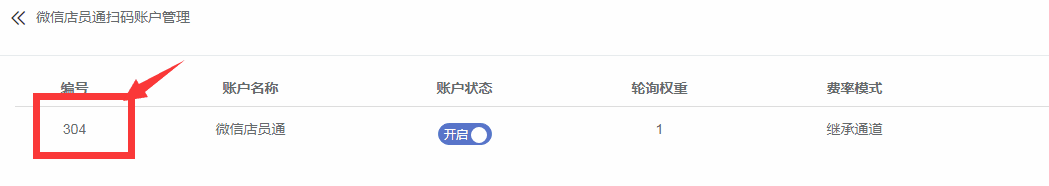 微信店员通扫码账户管理
编号 账户名称 账户状态 轮询权重 费率模式
304 微信店员通 开启 1 继承通道